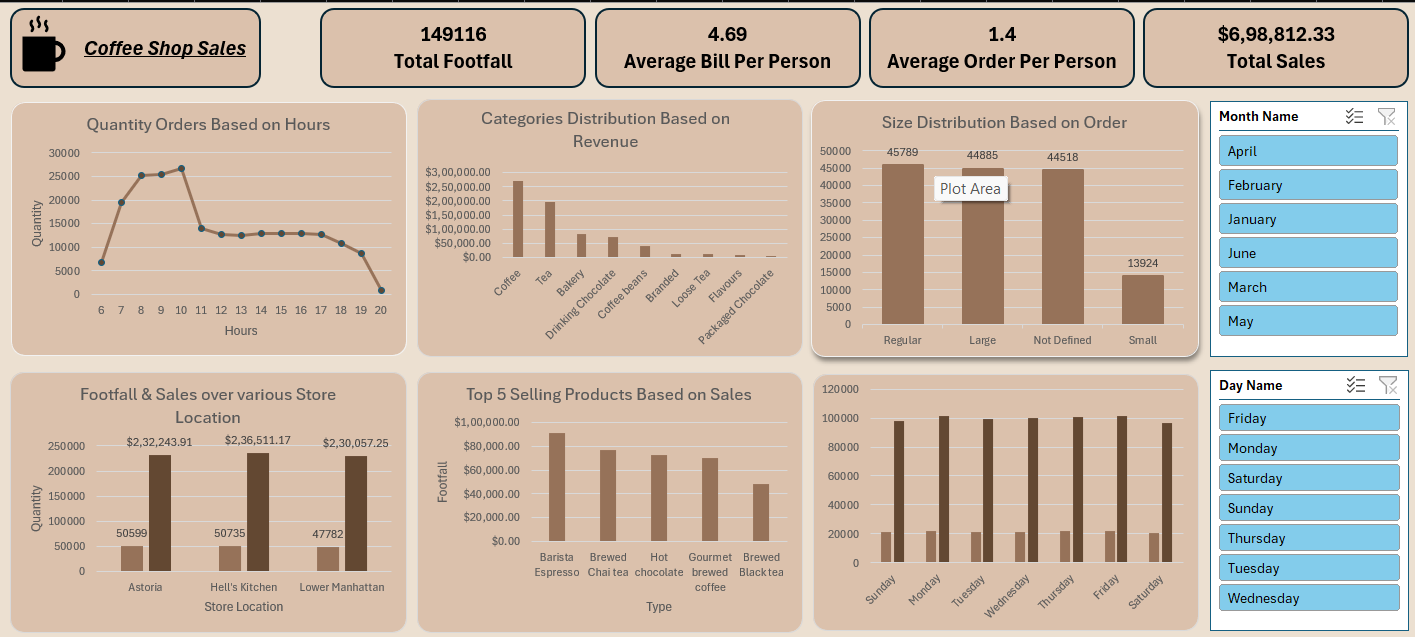 Coffee Shop Sales
149116
Total Footfall
4.69
Average Bill Per Person
1.4
Average Order Per Person
$6,98,812.33
Total Sales
Quantity Orders Based on Hours
30000
25000
20000
15000
10000
5000
0
Quantity
6 7 8 9 10 11 12 13 14 15 16 17 18 19 20
Hours
Categories Distribution Based on
Revenue
$3,00,000.00
$2,50,000.00
$2,00,000.00
$1,50,000.00
$1,00,000.00
$50,000.00
$0.00
Coffee
Tea
Bakery
Drinking Chocolate
Coffee beans
Branded
Loose Tea
Flavours
Packaged Chocolate
Size Distribution Based on Order
50000
45000
40000
35000
30000
25000
20000
15000
10000
5000
0
45789
44885
44518
13924
Plot Area
Regular
Large
Not Defined
Small
Month Name
April
February
January
June
March
May
Footfall & Sales over various Store
Location
250000
200000
150000
100000
50000
0
Quantity
$2,32,243.91
$2,36,511.17
$2,30,057.25
50599
50735
47782
Astoria
Hell's Kitchen
Lower Manhattan
Store Location
Top 5 Selling Products Based on Sales
$1,00,000.00
$80,000.00
$60,000.00
$40,000.00
$20,000.00
$0.00
Footfall
Barista
Espresso
Brewed
Chai tea
Hot
chocolate
Gourmet
brewed
coffee
Brewed
Black tea
Type
120000
100000
80000
60000
40000
20000
0
Sunday
Monday
Tuesday
Wednesday
Thursday
Friday
Saturday
Day Name
Friday
Monday
Saturday
Sunday
Thursday
Tuesday
Wednesday